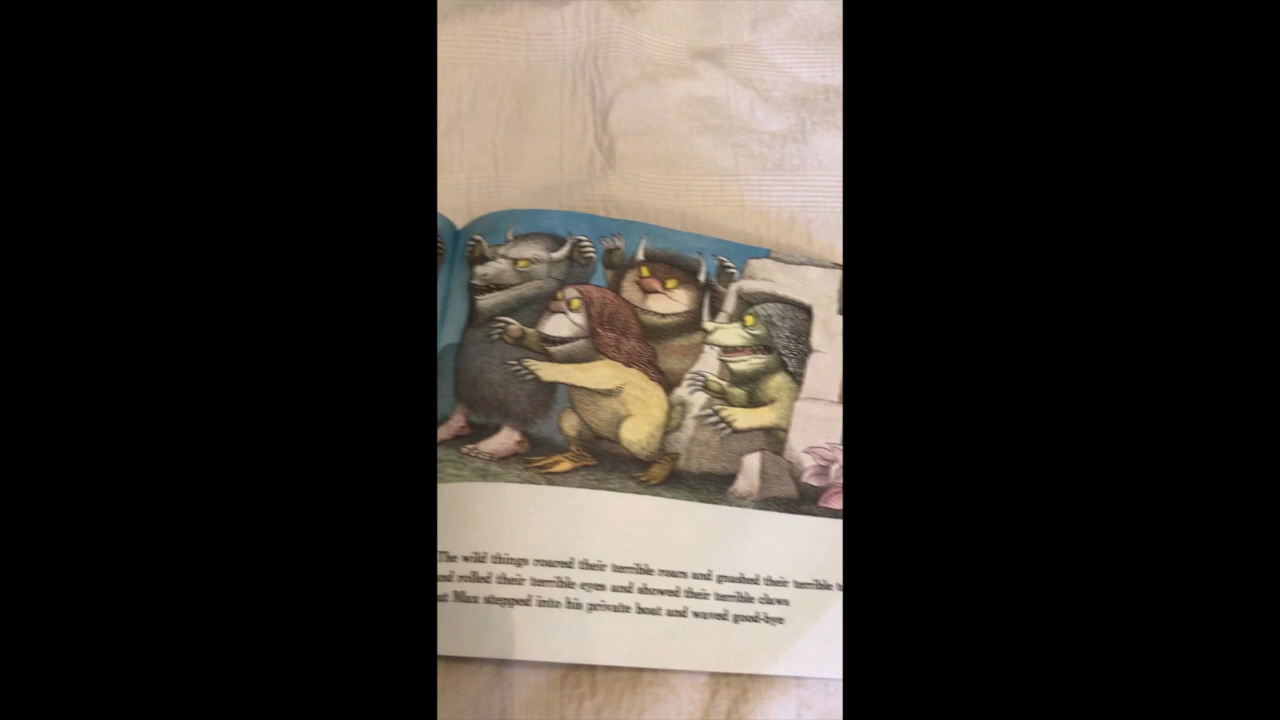 The wild things roared their terrible roars and gnashed their terrible
and rolled their terrible eyes and showed their terrible claws
Max stepped into his private boat and waved good-bye